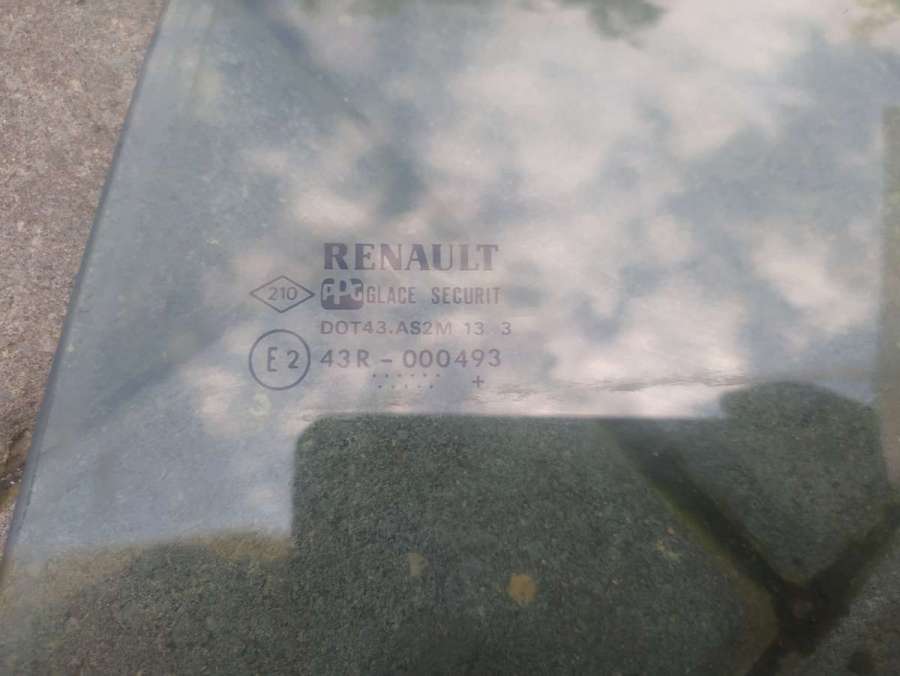 RENAULT
210 PPG GLACE SECURIT
DOT43.AS2M 13 . 3
E2 43R - 000493
. . . . . .
. . . . . +